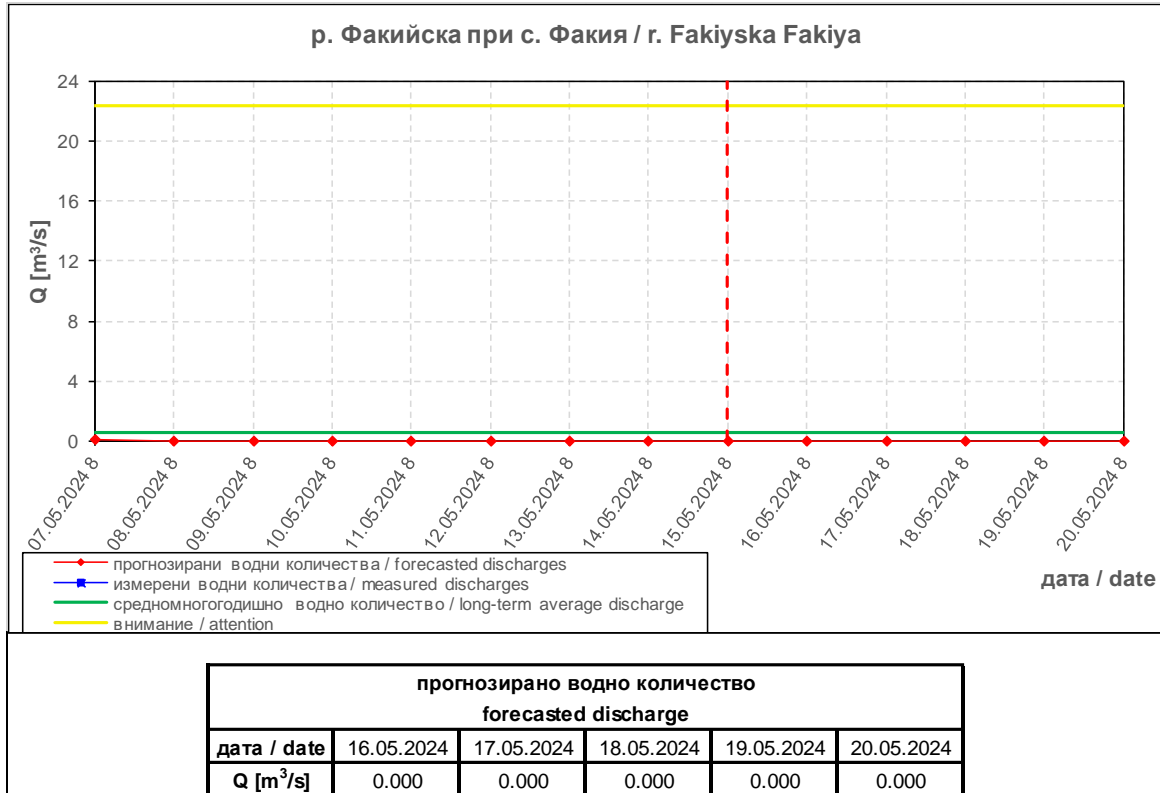 р. Факийска при с. Факия / r. Fakiyska Fakiya
24
20
16
12
8
4
0
Q [m³/s]
07.05.2024 8
08.05.2024 8
09.05.2024 8
10.05.2024 8
11.05.2024 8
12.05.2024 8
13.05.2024 8
14.05.2024 8
15.05.2024 8
16.05.2024 8
17.05.2024 8
18.05.2024 8
19.05.2024 8
20.05.2024 8
дата / date
прогнозирани водни количества / forecasted discharges
измерени водни количества / measured discharges
средномногогодишно водно количество / long-term average discharge
внимание / attention
прогнозирано водно количество
forecasted discharge
дата / date 16.05.2024 17.05.2024 18.05.2024 19.05.2024 20.05.2024
Q [m³/s] 0.000 0.000 0.000 0.000 0.000